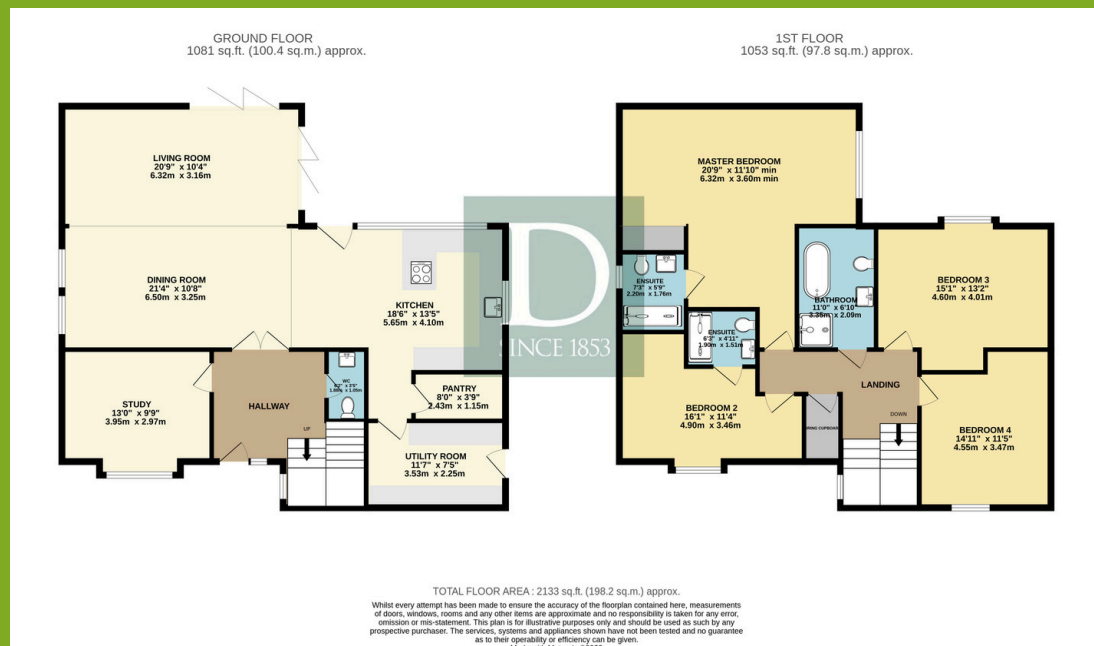 GROUND FLOOR
1081 sq.ft. (100.4 sq.m.) approx.
LIVING ROOM
20'9" x 10'4"
6.32m x 3.16m
DINING ROOM
21'4" x 10'8"
6.50m x 3.25m
KITCHEN
18'6" x 13'5"
5.65m x 4.10m
STUDY
13'0" x 9'9"
3.95m x 2.97m
HALLWAY
UP
WC
PANTRY
8'0" x 3'9"
2.43m x 1.15m
UTILITY ROOM
11'7" x 7'5"
3.53m x 2.25m
D
SINCE 1853
1ST FLOOR
1053 sq.ft. (97.8 sq.m.) approx.
MASTER BEDROOM
20'9" x 11'10" min
6.32m x 3.60m min
ENSUITE
7'3" x 5'9"
2.20m x 1.76m
ENSUITE
6'3" x 4'11"
1.90m x 1.51m
BATHROOM
11'0" x 6'10"
3.35m x 2.09m
BEDROOM 3
15'1" x 13'2"
4.60m x 4.01m
BEDROOM 2
16'1" x 11'4"
4.90m x 3.46m
LANDING
DOWN
BEDROOM 4
14'11" x 11'5"
4.55m x 3.47m
TOTAL FLOOR AREA : 2133 sq.ft. (198.2 sq.m.) approx.
Whilst every attempt has been made to ensure the accuracy of the floorplan contained here, measurements
of doors, windows, rooms and any other items are approximate and no responsibility is taken for any error,
omission or mis-statement. This plan is for illustrative purposes only and should be used as such by any
prospective purchaser. The services, systems and appliances shown have not been tested and no guarantee
as to their operability or efficiency can be given.